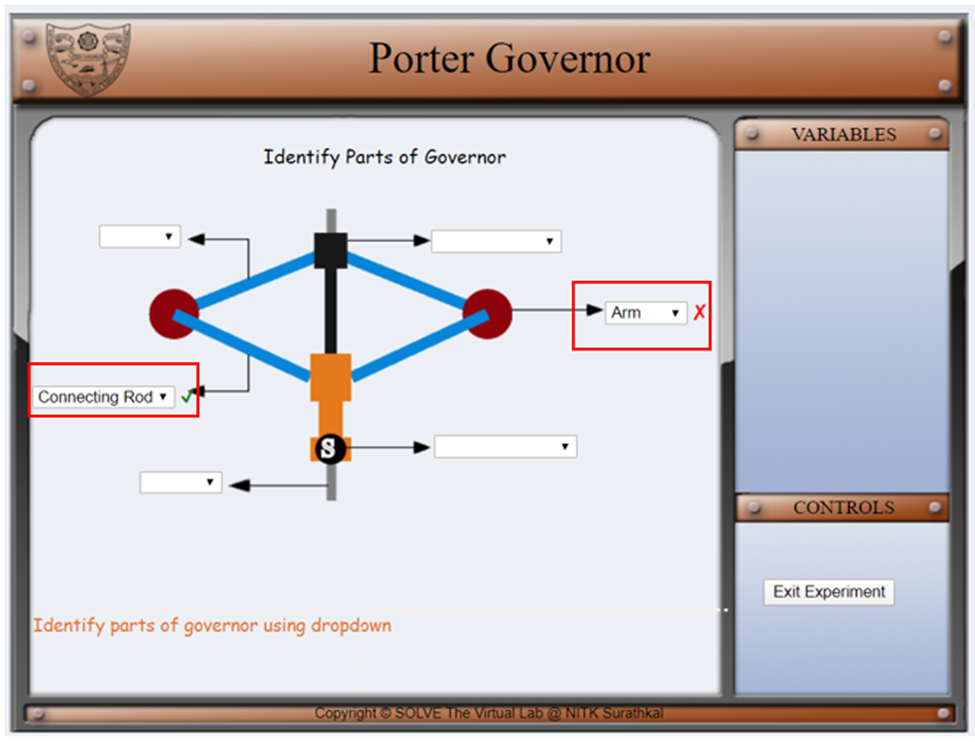 Porter Governor
VARIABLES
Identify Parts of Governor
Arm ✗
Connecting Rod ✓
S
CONTROLS
Exit Experiment
Identify parts of governor using dropdown
Copyright © SOLVE The Virtual Lab @ NITK Surathkal